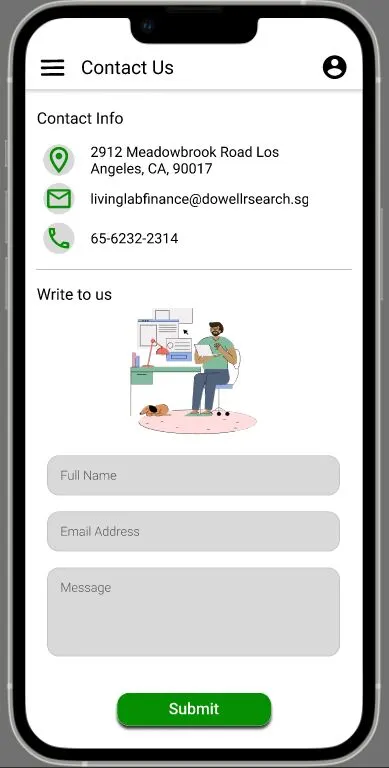 Contact Us
Contact Info
2912 Meadowbrook Road Los
Angeles, CA, 90017
livinglabfinance@dowellrsearch.sg
65-6232-2314
Write to us
Full Name
Email Address
Message
Submit